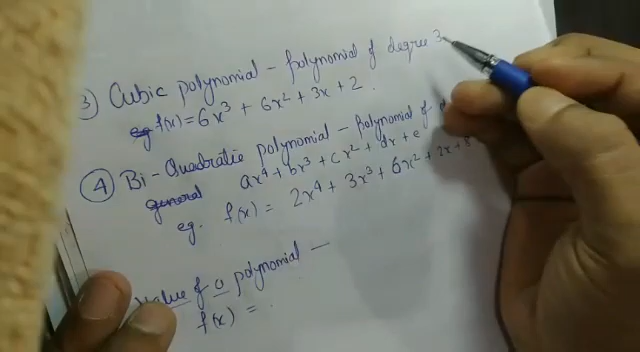 3) Cubic polynomial - polynomial of degree 3
eg f(x) = 6x³ + 6x² + 3x + 2.
4 Bi-Quadratic polynomial - polynomial of d
general ax⁴ + bx³ + cx² + dx + e
eg. f(x) = 2x⁴ + 3x³ + 6x² + 2x + 8
Value of a polynomial —
f(x) = .